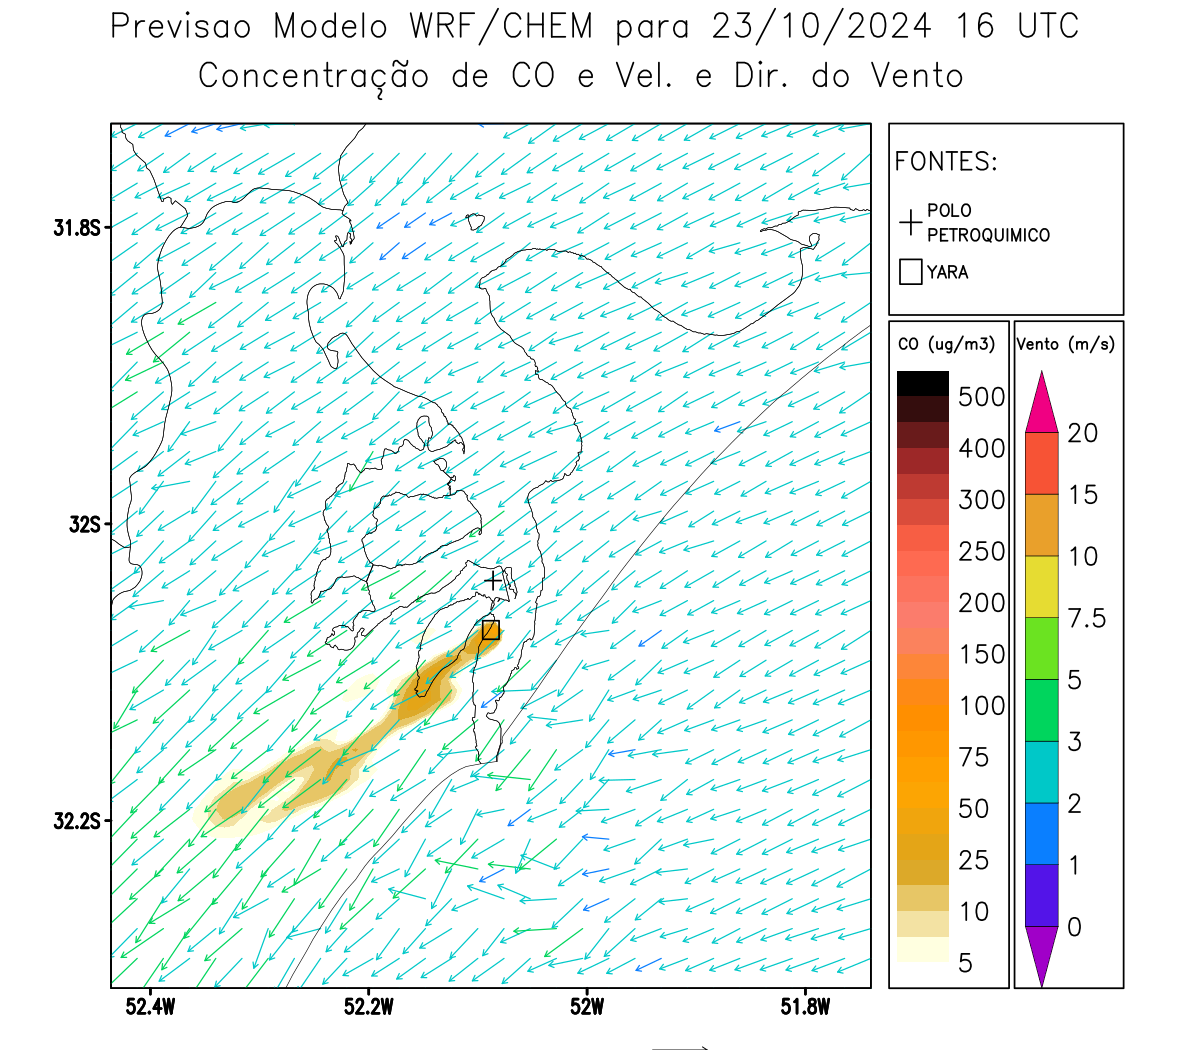 Previsao Modelo WRF/CHEM para 23/10/2024 16 UTC
Concentração de CO e Vel. e Dir. do Vento
FONTES:
POLO
PETROQUIMICO
YARA
CO (ug/m3)
500
400
300
250
200
150
100
75
50
25
10
5
Vento (m/s)
20
15
10
7.5
5
3
2
1
0
31.8S
32S
32.2S
52.4W
52.2W
52W
51.8W